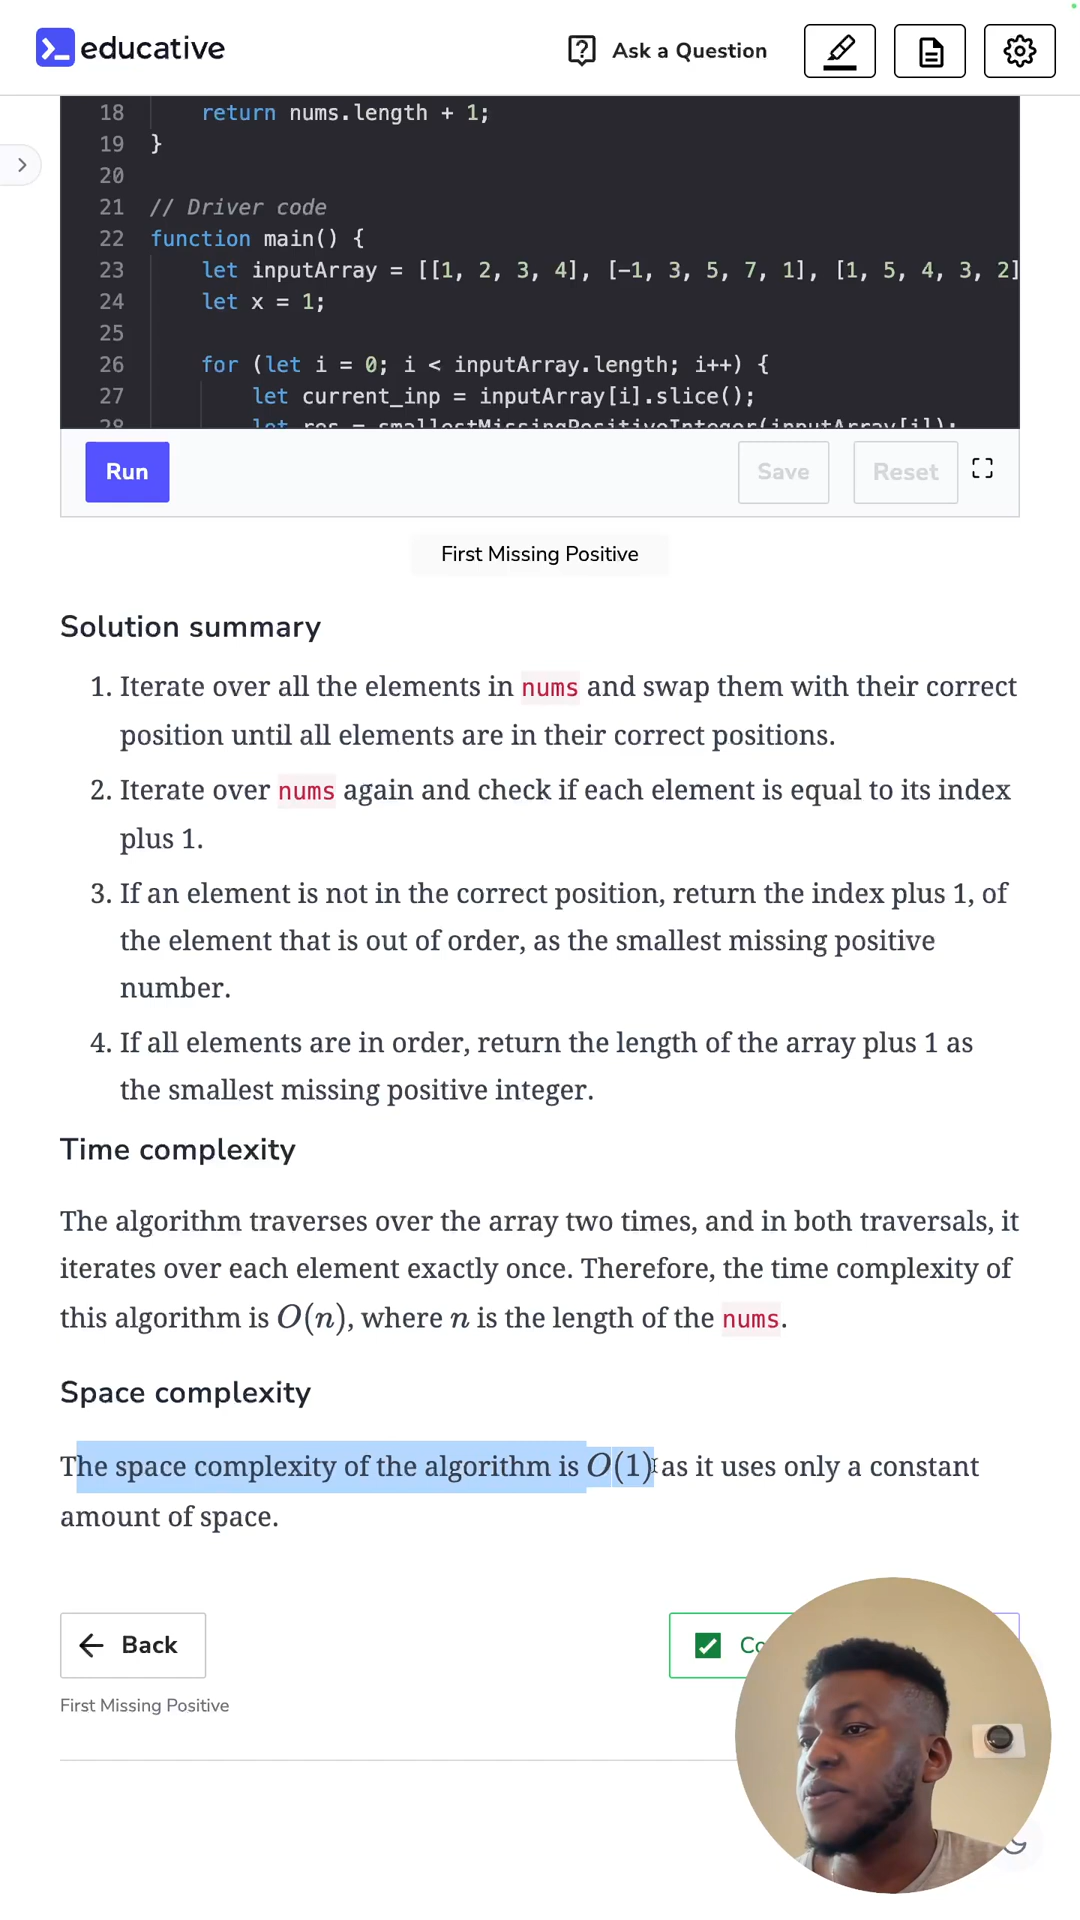 educative
Ask a Question
18 return nums.length + 1;
19 }
20
21 // Driver code
22 function main() {
23 let inputArray = [[1, 2, 3, 4], [-1, 3, 5, 7, 1], [1, 5, 4, 3, 2]
24 let x = 1;
25
26 for (let i = 0; i < inputArray.length; i++) {
27 let current_inp = inputArray[i].slice();
28 let res = smallestMissingPositiveInteger(inputArray[i]);
Run
Save
Reset
First Missing Positive
Solution summary
1. Iterate over all the elements in nums and swap them with their correct
position until all elements are in their correct positions.
2. Iterate over nums again and check if each element is equal to its index
plus 1.
3. If an element is not in the correct position, return the index plus 1, of
the element that is out of order, as the smallest missing positive
number.
4. If all elements are in order, return the length of the array plus 1 as
the smallest missing positive integer.
Time complexity
The algorithm traverses over the array two times, and in both traversals, it
iterates over each element exactly once. Therefore, the time complexity of
this algorithm is O(n), where n is the length of the nums.
Space complexity
The space complexity of the algorithm is O(1) as it uses only a constant
amount of space.
Back
First Missing Positive